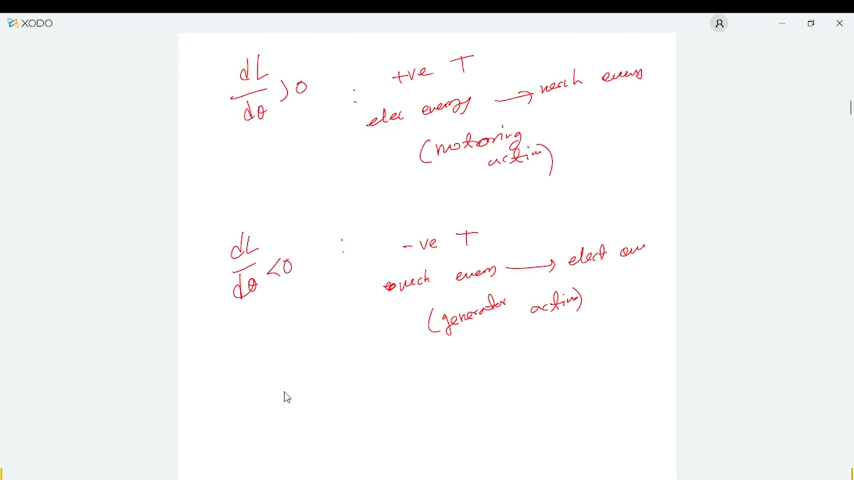 XODO
dL/dθ > 0 : +ve T
elec energy → mech energy
(motoring
action)
dL/dθ < 0 : -ve T
mech energy → elect ene
(generator action)